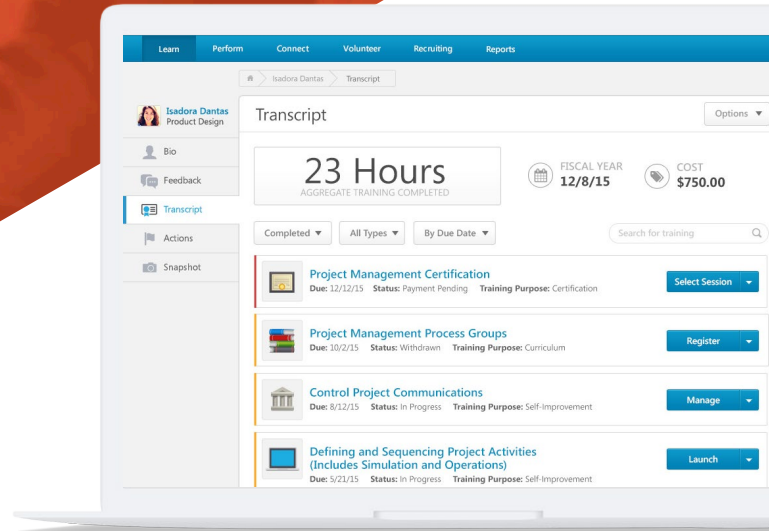 Learn Perform Connect Volunteer Recruiting Reports
Isadora Dantas Transcript
Isadora Dantas
Product Design
Bio
Feedback
Transcript
Actions
Snapshot
Transcript
Options
23 Hours
AGGREGATE TRAINING COMPLETED
FISCAL YEAR
12/8/15
COST
$750.00
Completed All Types By Due Date
Search for training
Project Management Certification
Due: 12/12/15 Status: Payment Pending Training Purpose: Certification
Select Session
Project Management Process Groups
Due: 10/2/15 Status: Withdrawn Training Purpose: Curriculum
Register
Control Project Communications
Due: 8/12/15 Status: In Progress Training Purpose: Self-Improvement
Manage
Defining and Sequencing Project Activities
(Includes Simulation and Operations)
Due: 5/21/15 Status: In Progress Training Purpose: Self-Improvement
Launch